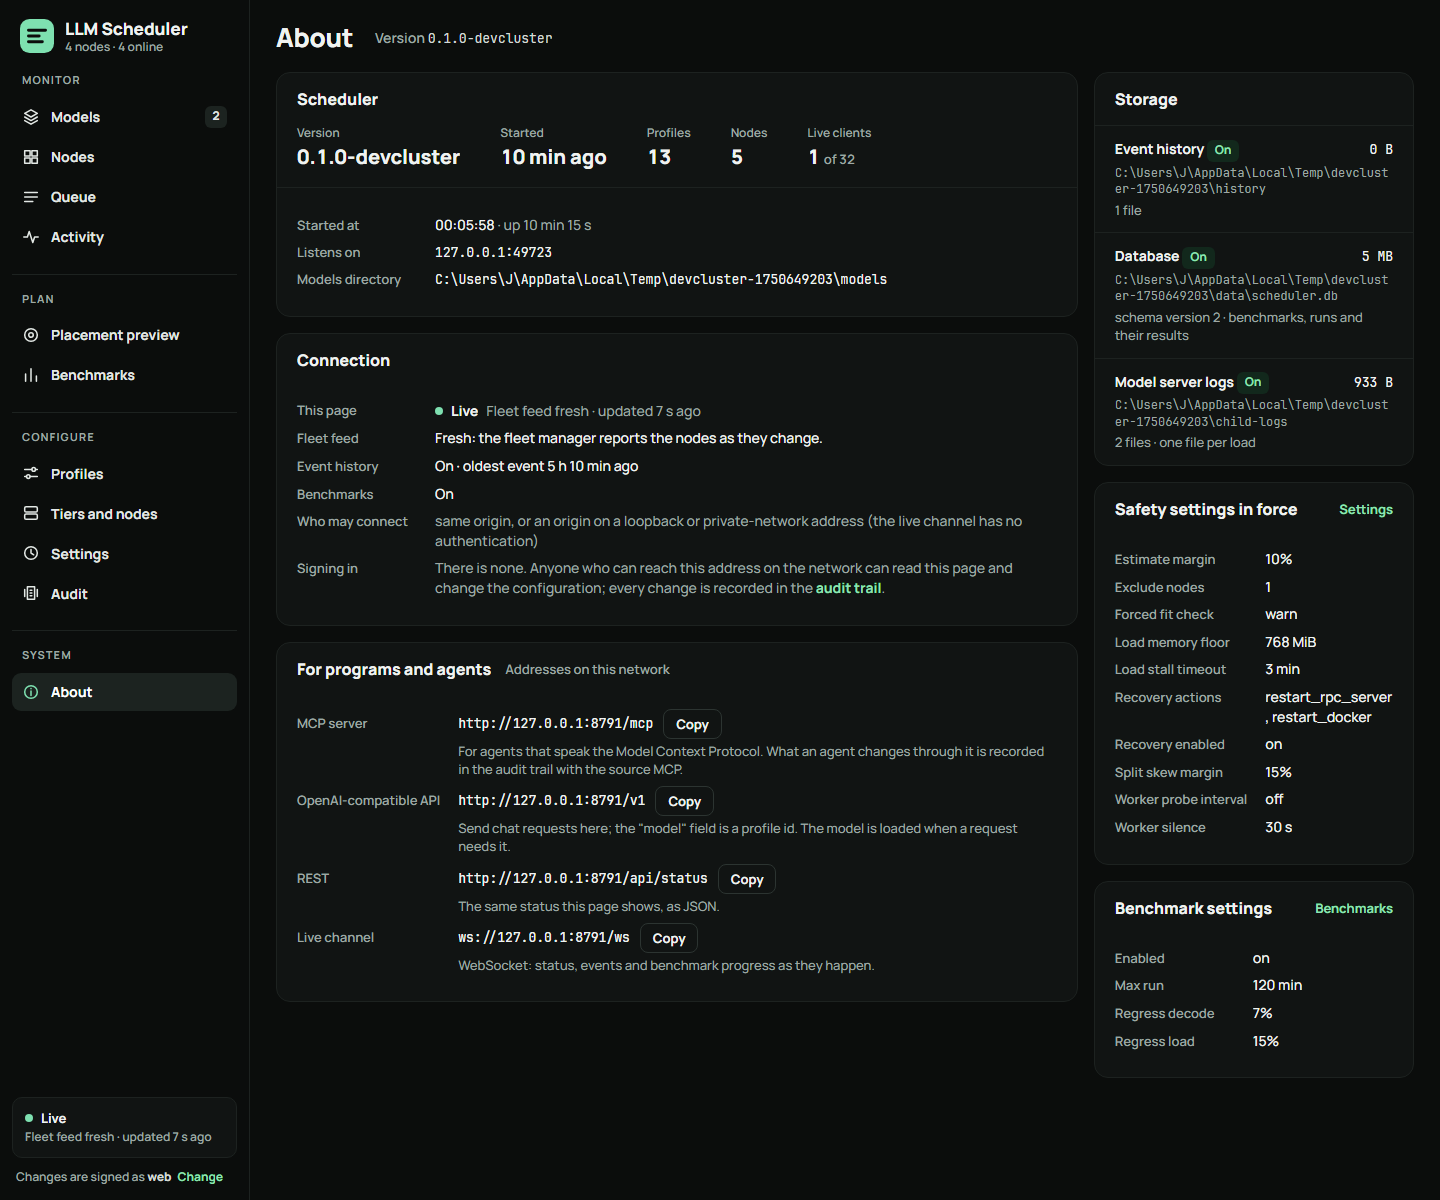 LLM Scheduler
4 nodes · 4 online
MONITOR
Models 2
Nodes
Queue
Activity
PLAN
Placement preview
Benchmarks
CONFIGURE
Profiles
Tiers and nodes
Settings
Audit
SYSTEM
About
Live
Fleet feed fresh · updated 7 s ago
Changes are signed as web Change
About Version 0.1.0-devcluster
Scheduler
Version Started Profiles Nodes Live clients
0.1.0-devcluster 10 min ago 13 5 1 of 32
Started at 00:05:58 · up 10 min 15 s
Listens on 127.0.0.1:49723
Models directory C:\Users\J\AppData\Local\Temp\devcluster-1750649203\models
Connection
This page Live Fleet feed fresh · updated 7 s ago
Fleet feed Fresh: the fleet manager reports the nodes as they change.
Event history On · oldest event 5 h 10 min ago
Benchmarks On
Who may connect same origin, or an origin on a loopback or private-network address (the live channel has no
authentication)
Signing in There is none. Anyone who can reach this address on the network can read this page and
change the configuration; every change is recorded in the audit trail.
For programs and agents Addresses on this network
MCP server http://127.0.0.1:8791/mcp Copy
For agents that speak the Model Context Protocol. What an agent changes through it is recorded
in the audit trail with the source MCP.
OpenAI-compatible API http://127.0.0.1:8791/v1 Copy
Send chat requests here; the "model" field is a profile id. The model is loaded when a request
needs it.
REST http://127.0.0.1:8791/api/status Copy
The same status this page shows, as JSON.
Live channel ws://127.0.0.1:8791/ws Copy
WebSocket: status, events and benchmark progress as they happen.
Storage
Event history On 0 B
C:\Users\J\AppData\Local\Temp\devclust
er-1750649203\history
1 file
Database On 5 MB
C:\Users\J\AppData\Local\Temp\devclust
er-1750649203\data\scheduler.db
schema version 2 · benchmarks, runs and
their results
Model server logs On 933 B
C:\Users\J\AppData\Local\Temp\devclust
er-1750649203\child-logs
2 files · one file per load
Safety settings in force Settings
Estimate margin 10%
Exclude nodes 1
Forced fit check warn
Load memory floor 768 MiB
Load stall timeout 3 min
Recovery actions restart_rpc_server
, restart_docker
Recovery enabled on
Split skew margin 15%
Worker probe interval off
Worker silence 30 s
Benchmark settings Benchmarks
Enabled on
Max run 120 min
Regress decode 7%
Regress load 15%